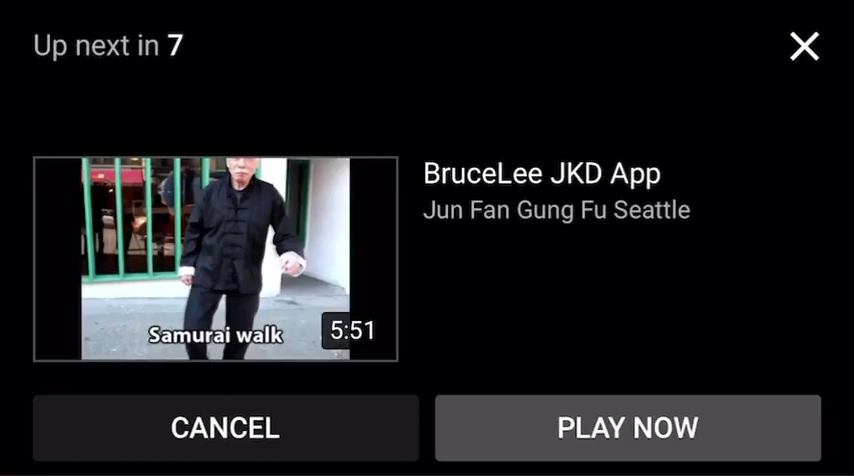 Up next in 7
BruceLee JKD App
Jun Fan Gung Fu Seattle
Samurai walk
5:51
CANCEL
PLAY NOW